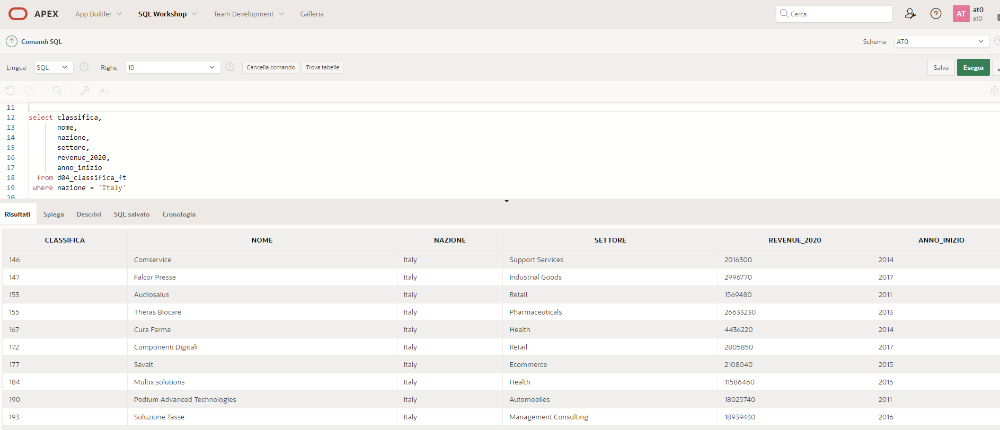 APEX App Builder SQL Workshop Team Development Galleria Cerca AT at0
at0
Comandi SQL Schema AT0
Lingua SQL Righe 10 Cancella comando Trova tabelle Salva Esegui
11
12 select classifica,
13 nome,
14 nazione,
15 settore,
16 revenue_2020,
17 anno_inizio
18 from d04_classifica_ft
19 where nazione = 'Italy'
20
Risultati Spiega Descrivi SQL salvato Cronologia
CLASSIFICA NOME NAZIONE SETTORE REVENUE_2020 ANNO_INIZIO
146 Comservice Italy Support Services 2016300 2014
147 Falcor Presse Italy Industrial Goods 2996770 2017
153 Audiosalus Italy Retail 1569480 2011
155 Theras Biocare Italy Pharmaceuticals 26633230 2013
167 Cura Farma Italy Health 4436220 2014
172 Componenti Digitali Italy Retail 2805850 2017
177 Savait Italy Ecommerce 2108040 2015
184 Multix solutions Italy Health 11586460 2015
190 Podium Advanced Technologies Italy Automobiles 18025740 2011
193 Soluzione Tasse Italy Management Consulting 18939430 2016